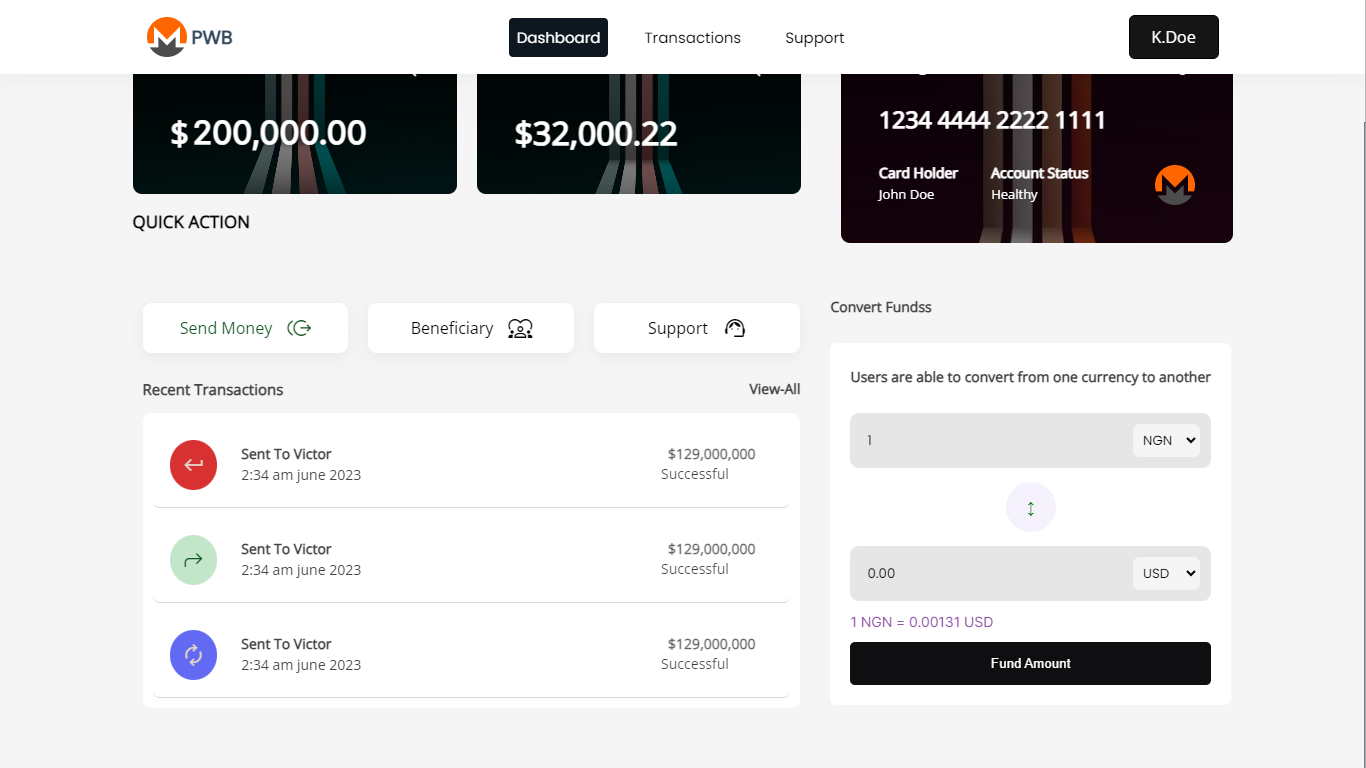 PWB
Dashboard
Transactions
Support
K.Doe
$ 200,000.00
$32,000.22
1234 4444 2222 1111
Card Holder
Account Status
John Doe
Healthy
QUICK ACTION
Send Money
Beneficiary
Support
Recent Transactions
View-All
Sent To Victor
$129,000,000
2:34 am june 2023
Successful
Sent To Victor
$129,000,000
2:34 am june 2023
Successful
Sent To Victor
$129,000,000
2:34 am june 2023
Successful
Convert Fundss
Users are able to convert from one currency to another
1
NGN
0.00
USD
1 NGN = 0.00131 USD
Fund Amount